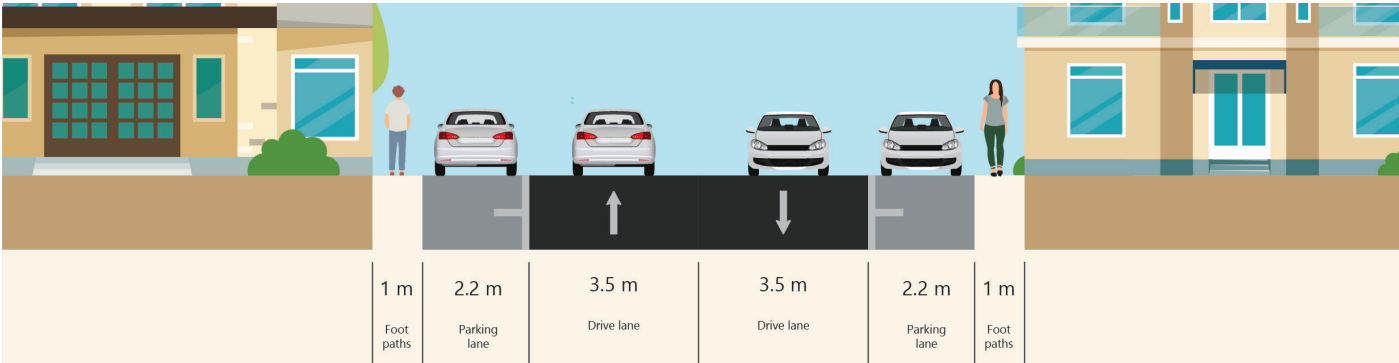 1 m
2.2 m
3.5 m
3.5 m
2.2 m
1 m
Foot
paths
Parking
lane
Drive lane
Drive lane
Parking
lane
Foot
paths